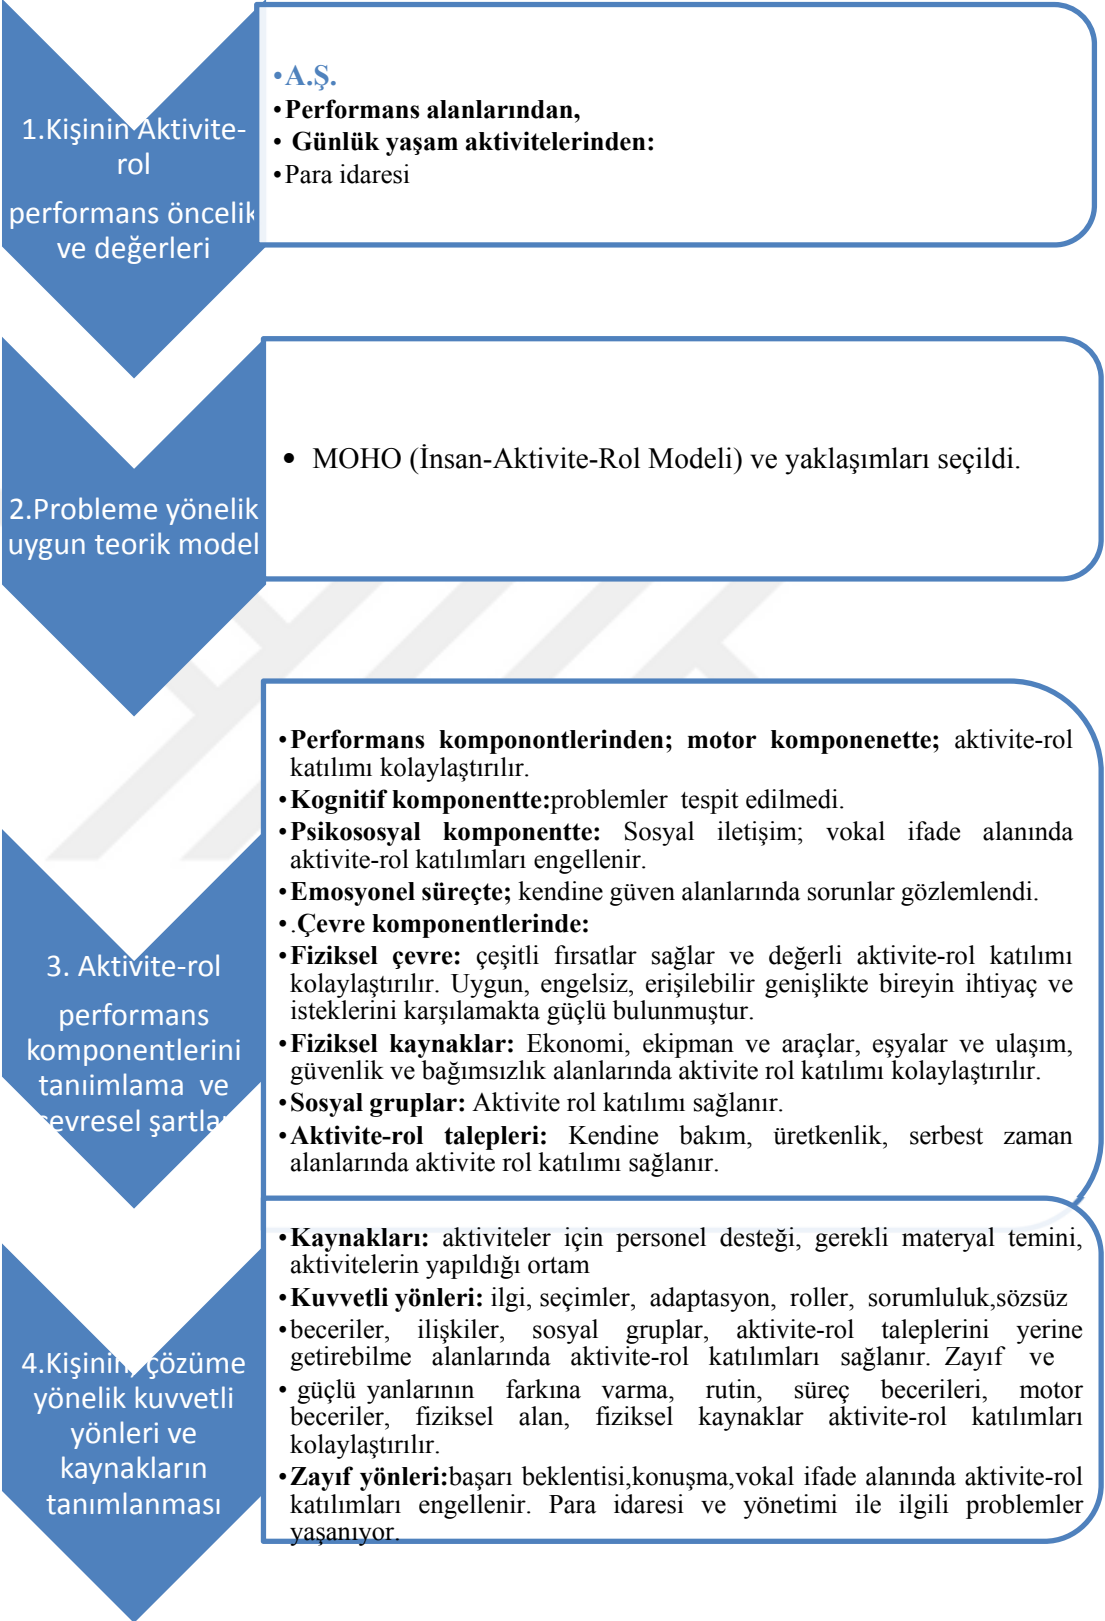 1.Kişinin Aktivite-
rol
performans öncelik
ve değerleri
•A.Ş.
•Performans alanlarından,
• Günlük yaşam aktivitelerinden:
•Para idaresi
2.Probleme yönelik
uygun teorik model
• MOHO (İnsan-Aktivite-Rol Modeli) ve yaklaşımları seçildi.
3. Aktivite-rol
performans
komponentlerini
tanıimlama ve
çevresel şartlar
•Performans komponontlerinden; motor komponenette; aktivite-rol
katılımı kolaylaştırılır.
•Kognitif komponentte:problemler tespit edilmedi.
•Psikososyal komponentte: Sosyal iletişim; vokal ifade alanında
aktivite-rol katılımları engellenir.
•Emosyonel süreçte; kendine güven alanlarında sorunlar gözlemlendi.
•.Çevre komponentlerinde:
•Fiziksel çevre: çeşitli fırsatlar sağlar ve değerli aktivite-rol katılımı
kolaylaştırılır. Uygun, engelsiz, erişilebilir genişlikte bireyin ihtiyaç ve
isteklerini karşılamakta güçlü bulunmuştur.
•Fiziksel kaynaklar: Ekonomi, ekipman ve araçlar, eşyalar ve ulaşım,
güvenlik ve bağımsızlık alanlarında aktivite rol katılımı kolaylaştırılır.
•Sosyal gruplar: Aktivite rol katılımı sağlanır.
•Aktivite-rol talepleri: Kendine bakım, üretkenlik, serbest zaman
alanlarında aktivite rol katılımı sağlanır.
4.Kişinin, çözüme
yönelik kuvvetli
yönleri ve
kaynakların
tanımlanması
•Kaynakları: aktiviteler için personel desteği, gerekli materyal temini,
aktivitelerin yapıldığı ortam
•Kuvvetli yönleri: ilgi, seçimler, adaptasyon, roller, sorumluluk,sözsüz
•beceriler, ilişkiler, sosyal gruplar, aktivite-rol taleplerini yerine
getirebilme alanlarında aktivite-rol katılımları sağlanır. Zayıf ve
• güçlü yanlarının farkına varma, rutin, süreç becerileri, motor
beceriler, fiziksel alan, fiziksel kaynaklar aktivite-rol katılımları
kolaylaştırılır.
•Zayıf yönleri:başarı beklentisi,konuşma,vokal ifade alanında aktivite-rol
katılımları engellenir. Para idaresi ve yönetimi ile ilgili problemler
yaşanıyor.